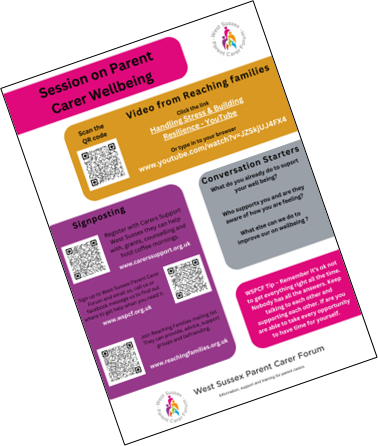 West Sussex
Parent Carer Forum
Session on Parent
Carer Wellbeing
Scan the
QR code
Video from Reaching families
Click the link
Handling Stress & Building
Resilience - YouTube
Or type in to your browser
www.youtube.com/watch?v=JZSkjUJ4FX4
Signposting
Register with Carers Support
West Sussex they can help
with, grants, counselling and
hold coffee mornings.
www.carerssupport.org.uk
Sign up to West Sussex Parent Carer
Forum and email us, call us or
facebook message us to find out
where to get help when you need it.
www.wspcf.org.uk
Join Reaching Families mailing list
They can provide, advice, support
groups and befriending.
www.reachingfamilies.org.uk
Conversation Starters
What do you already do to suport
your well being?
Who supports you and are they
aware of how you are feeling?
What else can we do to
improve our on wellbeing ?
WSPCF Tip – Remember it's ok not
to get everything right all the time.
Nobody has all the answers. Keep
talking to each other and
supporting each other. If are you
are able to take every opportunity
to have time for yourself.
West Sussex Parent Carer Forum
Information, support and training for parent carers